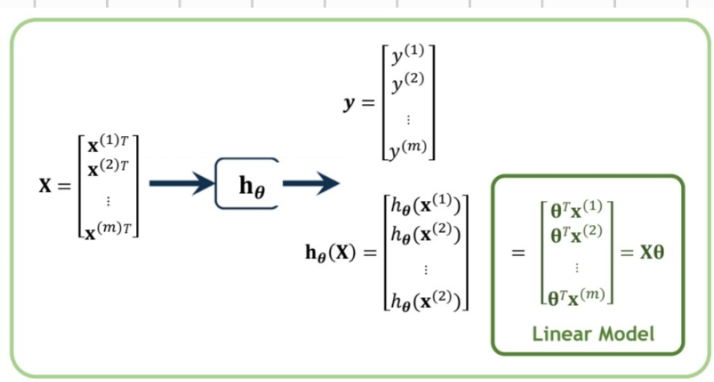 X = [x^(1)T
x^(2)T
⋮
x^(m)T]
h_θ
y = [y^(1)
y^(2)
⋮
y^(m)]
h_θ(X) = [h_θ(x^(1))
h_θ(x^(2))
⋮
h_θ(x^(2))]
= [θ^T x^(1)
θ^T x^(2)
⋮
θ^T x^(m)] = Xθ
Linear Model